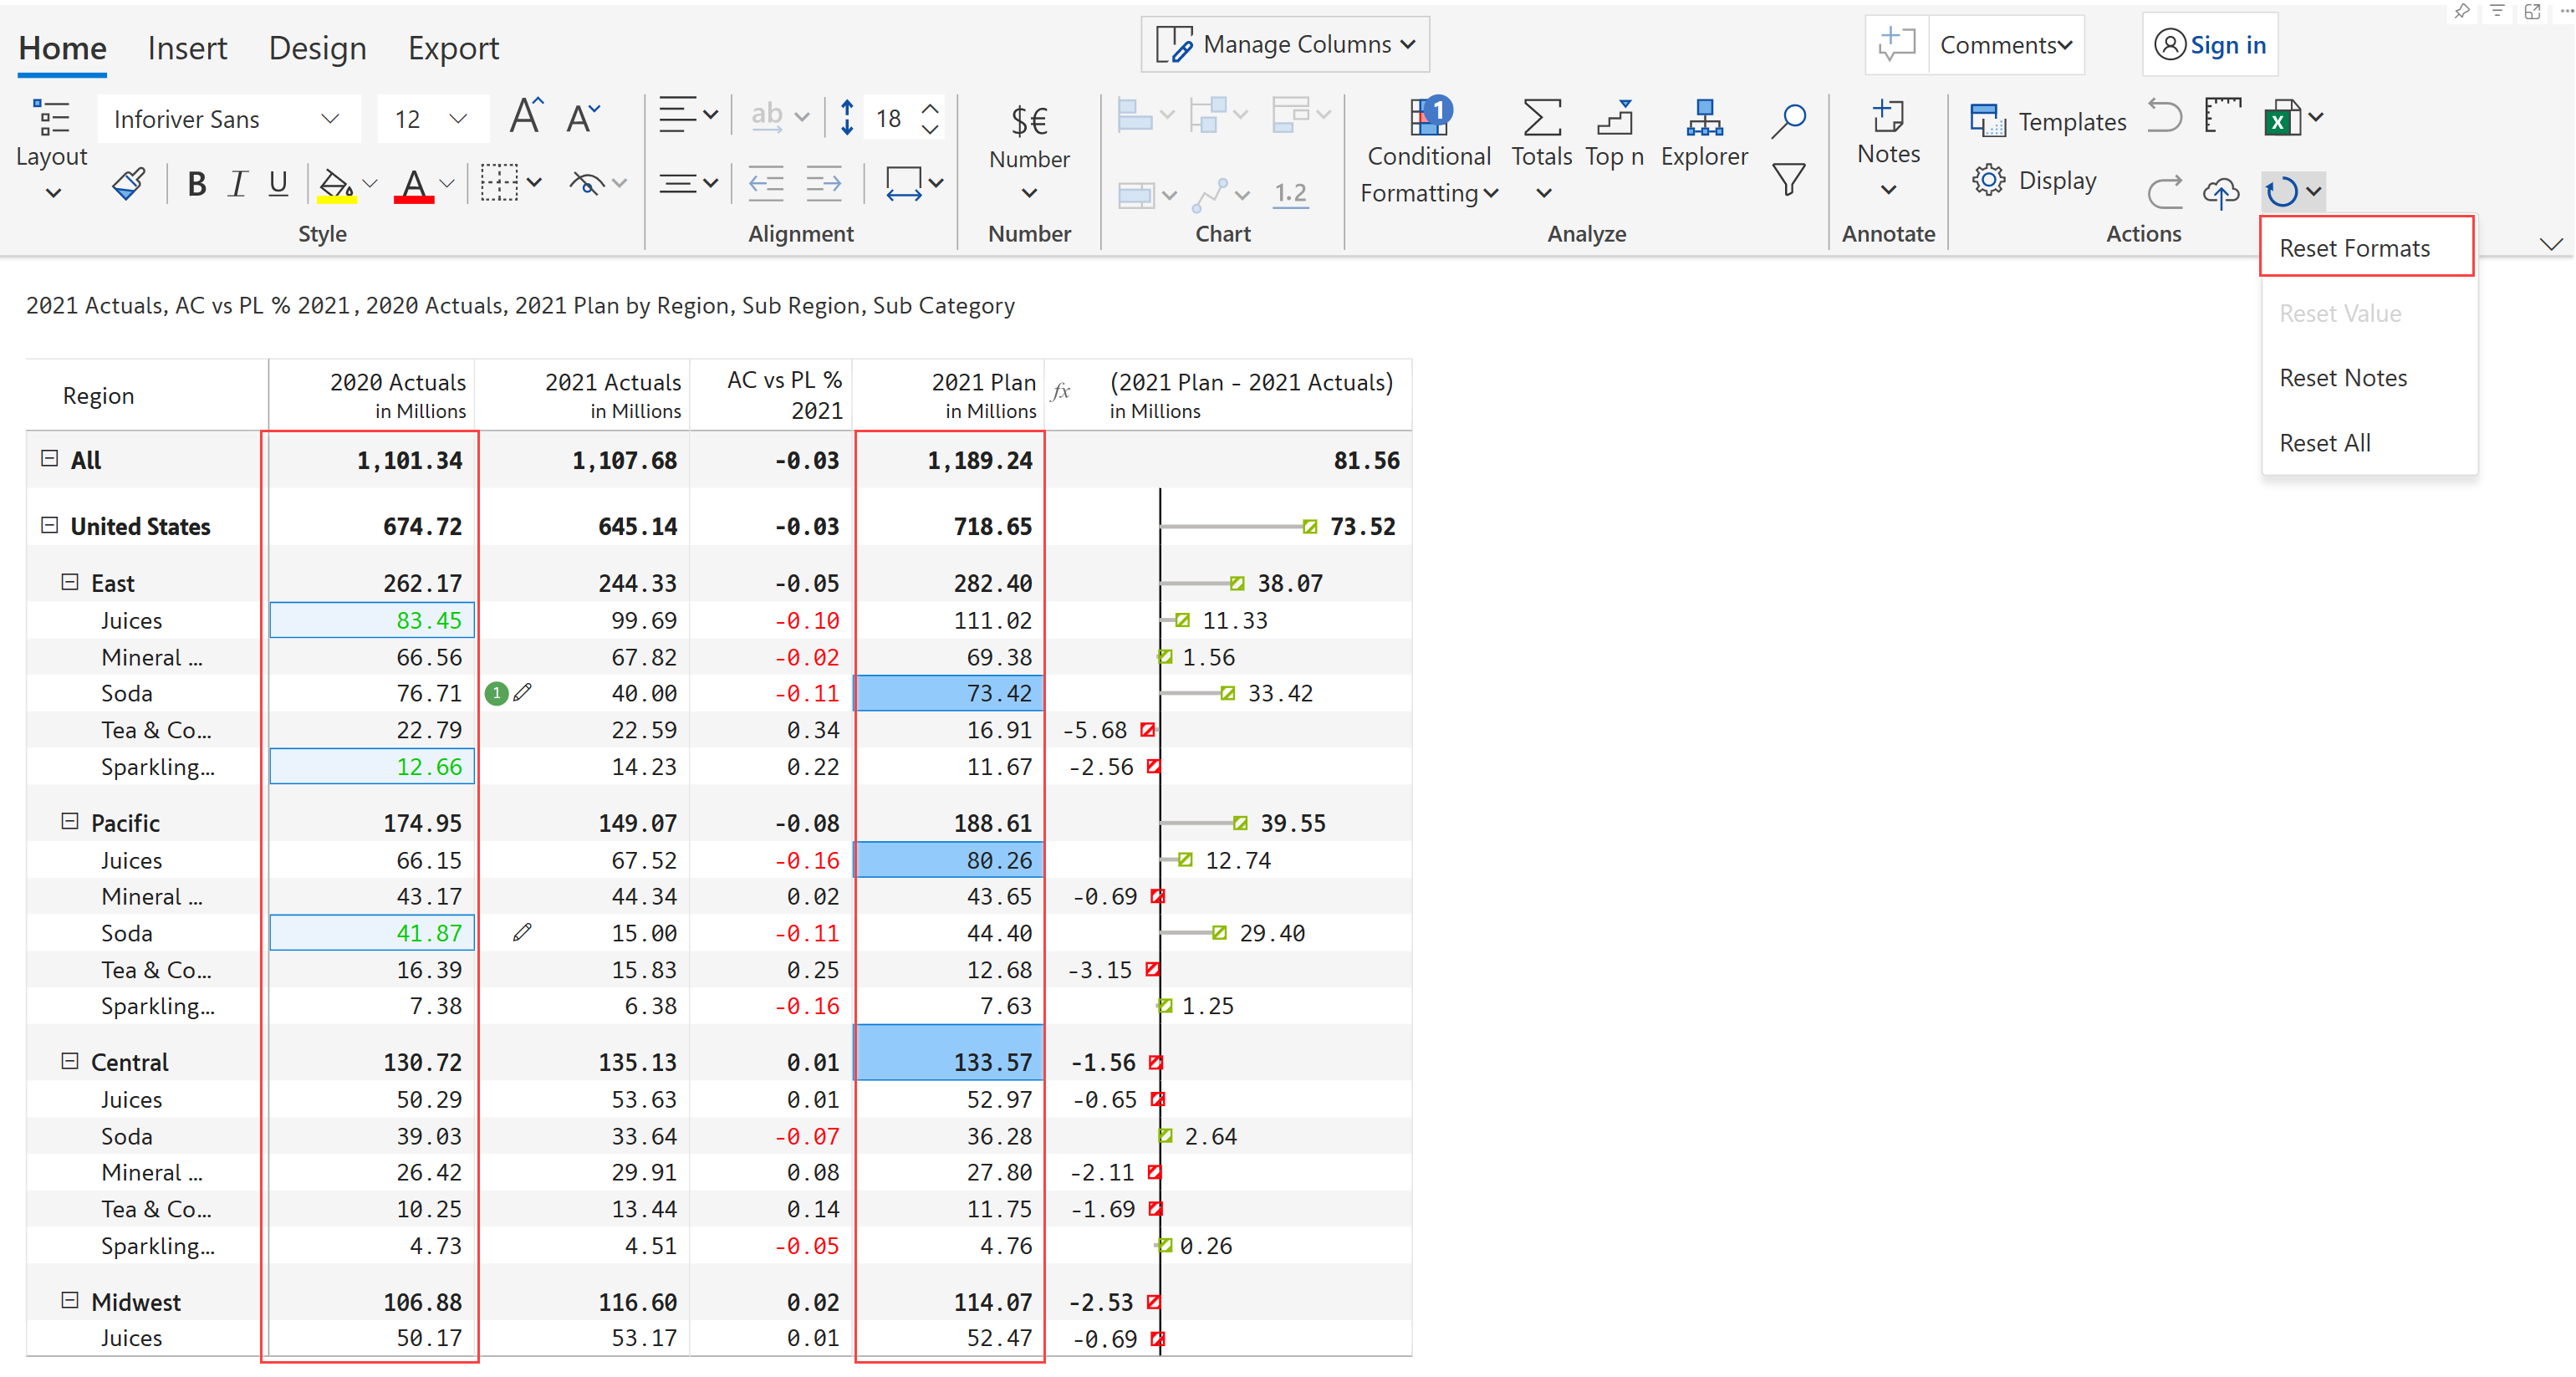 Home Insert Design Export Manage Columns Comments Sign in
Inforiver Sans 12 A A ab 18 $€ 1 Templates X
Layout Number Conditional Totals Top n Explorer Notes
B I U A 1.2 Formatting Display
Style Alignment Number Chart Analyze Annotate Actions
Reset Formats
Reset Value
Reset Notes
Reset All
2021 Actuals, AC vs PL % 2021, 2020 Actuals, 2021 Plan by Region, Sub Region, Sub Category
Region 2020 Actuals 2021 Actuals AC vs PL % 2021 Plan fx (2021 Plan - 2021 Actuals)
in Millions in Millions 2021 in Millions in Millions
All 1,101.34 1,107.68 -0.03 1,189.24 81.56
United States 674.72 645.14 -0.03 718.65 73.52
East 262.17 244.33 -0.05 282.40 38.07
Juices 83.45 99.69 -0.10 111.02 11.33
Mineral ... 66.56 67.82 -0.02 69.38 1.56
Soda 76.71 1 40.00 -0.11 73.42 33.42
Tea & Co... 22.79 22.59 0.34 16.91 -5.68
Sparkling... 12.66 14.23 0.22 11.67 -2.56
Pacific 174.95 149.07 -0.08 188.61 39.55
Juices 66.15 67.52 -0.16 80.26 12.74
Mineral ... 43.17 44.34 0.02 43.65 -0.69
Soda 41.87 15.00 -0.11 44.40 29.40
Tea & Co... 16.39 15.83 0.25 12.68 -3.15
Sparkling... 7.38 6.38 -0.16 7.63 1.25
Central 130.72 135.13 0.01 133.57 -1.56
Juices 50.29 53.63 0.01 52.97 -0.65
Soda 39.03 33.64 -0.07 36.28 2.64
Mineral ... 26.42 29.91 0.08 27.80 -2.11
Tea & Co... 10.25 13.44 0.14 11.75 -1.69
Sparkling... 4.73 4.51 -0.05 4.76 0.26
Midwest 106.88 116.60 0.02 114.07 -2.53
Juices 50.17 53.17 0.01 52.47 -0.69